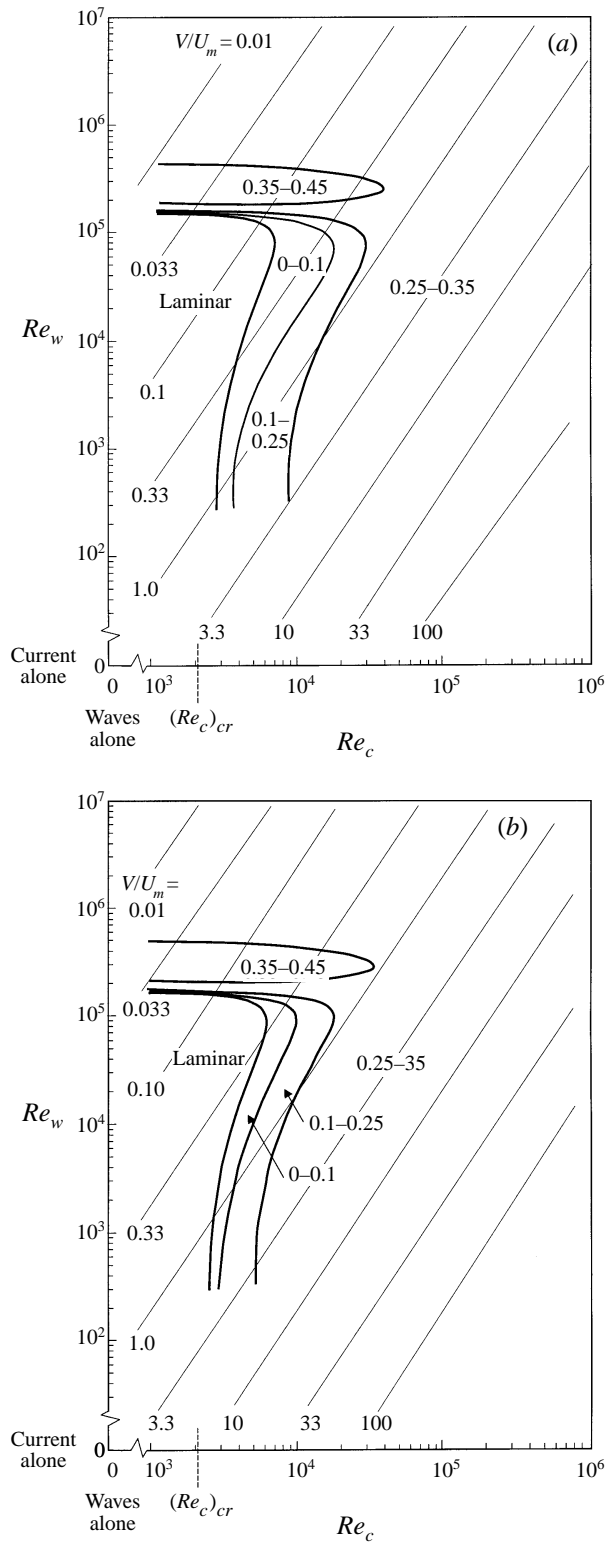 10^7
V/U_m = 0.01
(a)
10^6
0.35–0.45
10^5
0–0.1
0.033
0.25–0.35
Laminar
Re_w
10^4
0.1
0.1–
0.25
10^3
0.33
10^2
1.0
3.3
10
33
100
Current
alone
0
0
10^3
10^4
10^5
10^6
Waves
alone
(Re_c)_cr
Re_c
10^7
(b)
V/U_m =
0.01
10^6
0.35–0.45
0.033
10^5
Laminar
0.25–35
0.10
Re_w
10^4
0.1–0.25
0–0.1
10^3
0.33
10^2
1.0
3.3
10
33
100
Current
alone
0
0
10^3
10^4
10^5
10^6
Waves
alone
(Re_c)_cr
Re_c